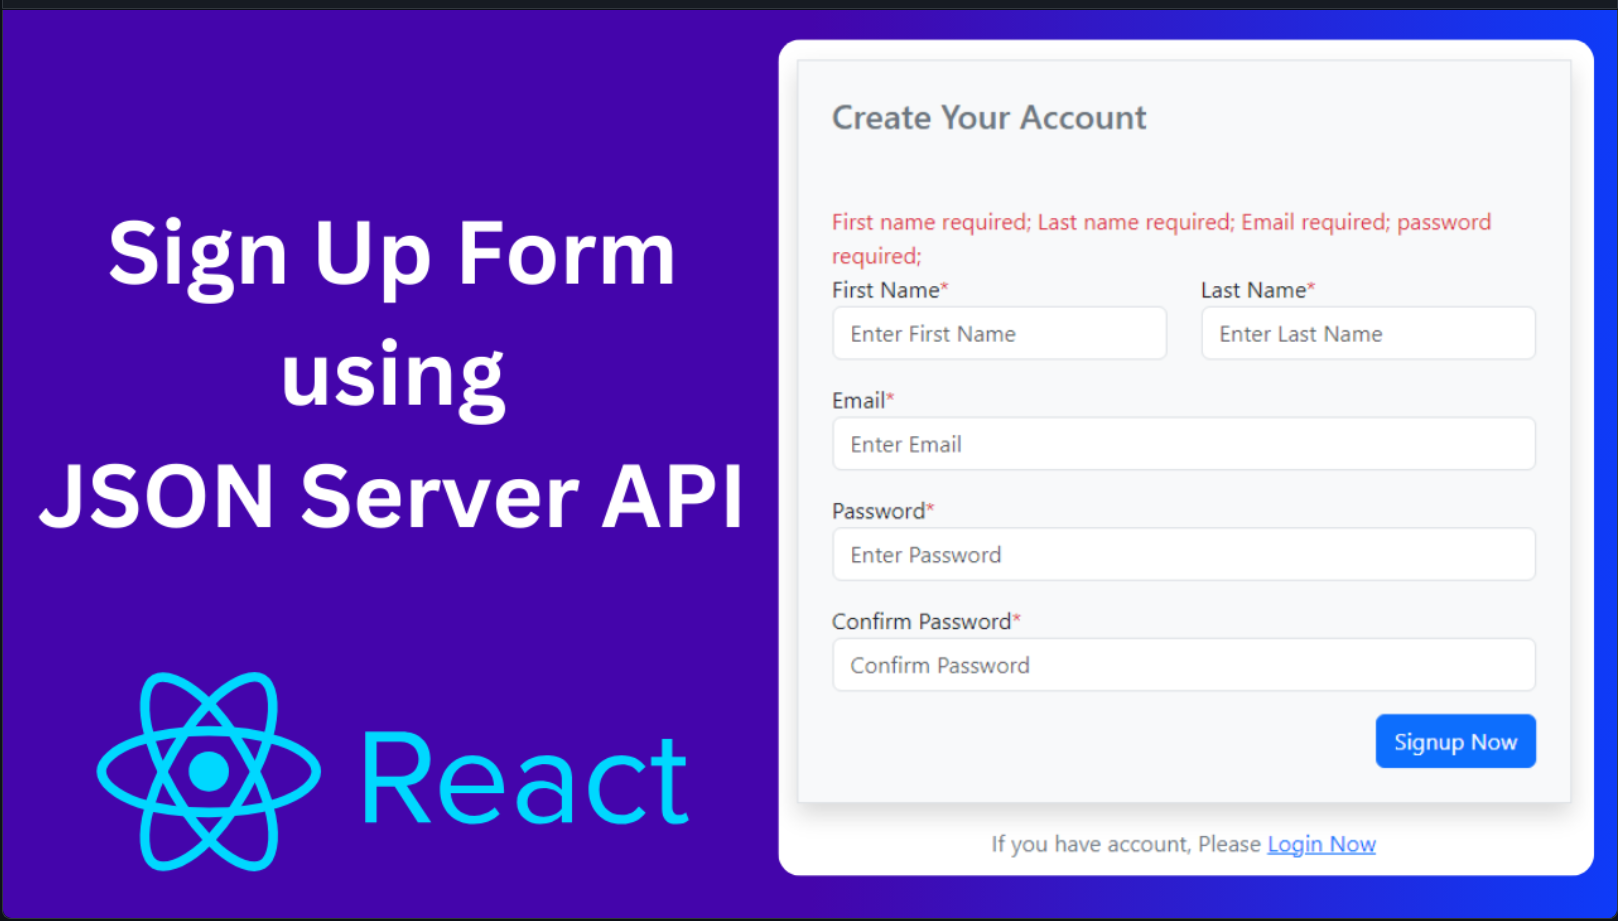 Sign Up Form
using
JSON Server API
React
Create Your Account
First name required; Last name required; Email required; password
required;
First Name*
Last Name*
Enter First Name
Enter Last Name
Email*
Enter Email
Password*
Enter Password
Confirm Password*
Confirm Password
Signup Now
If you have account, Please Login Now